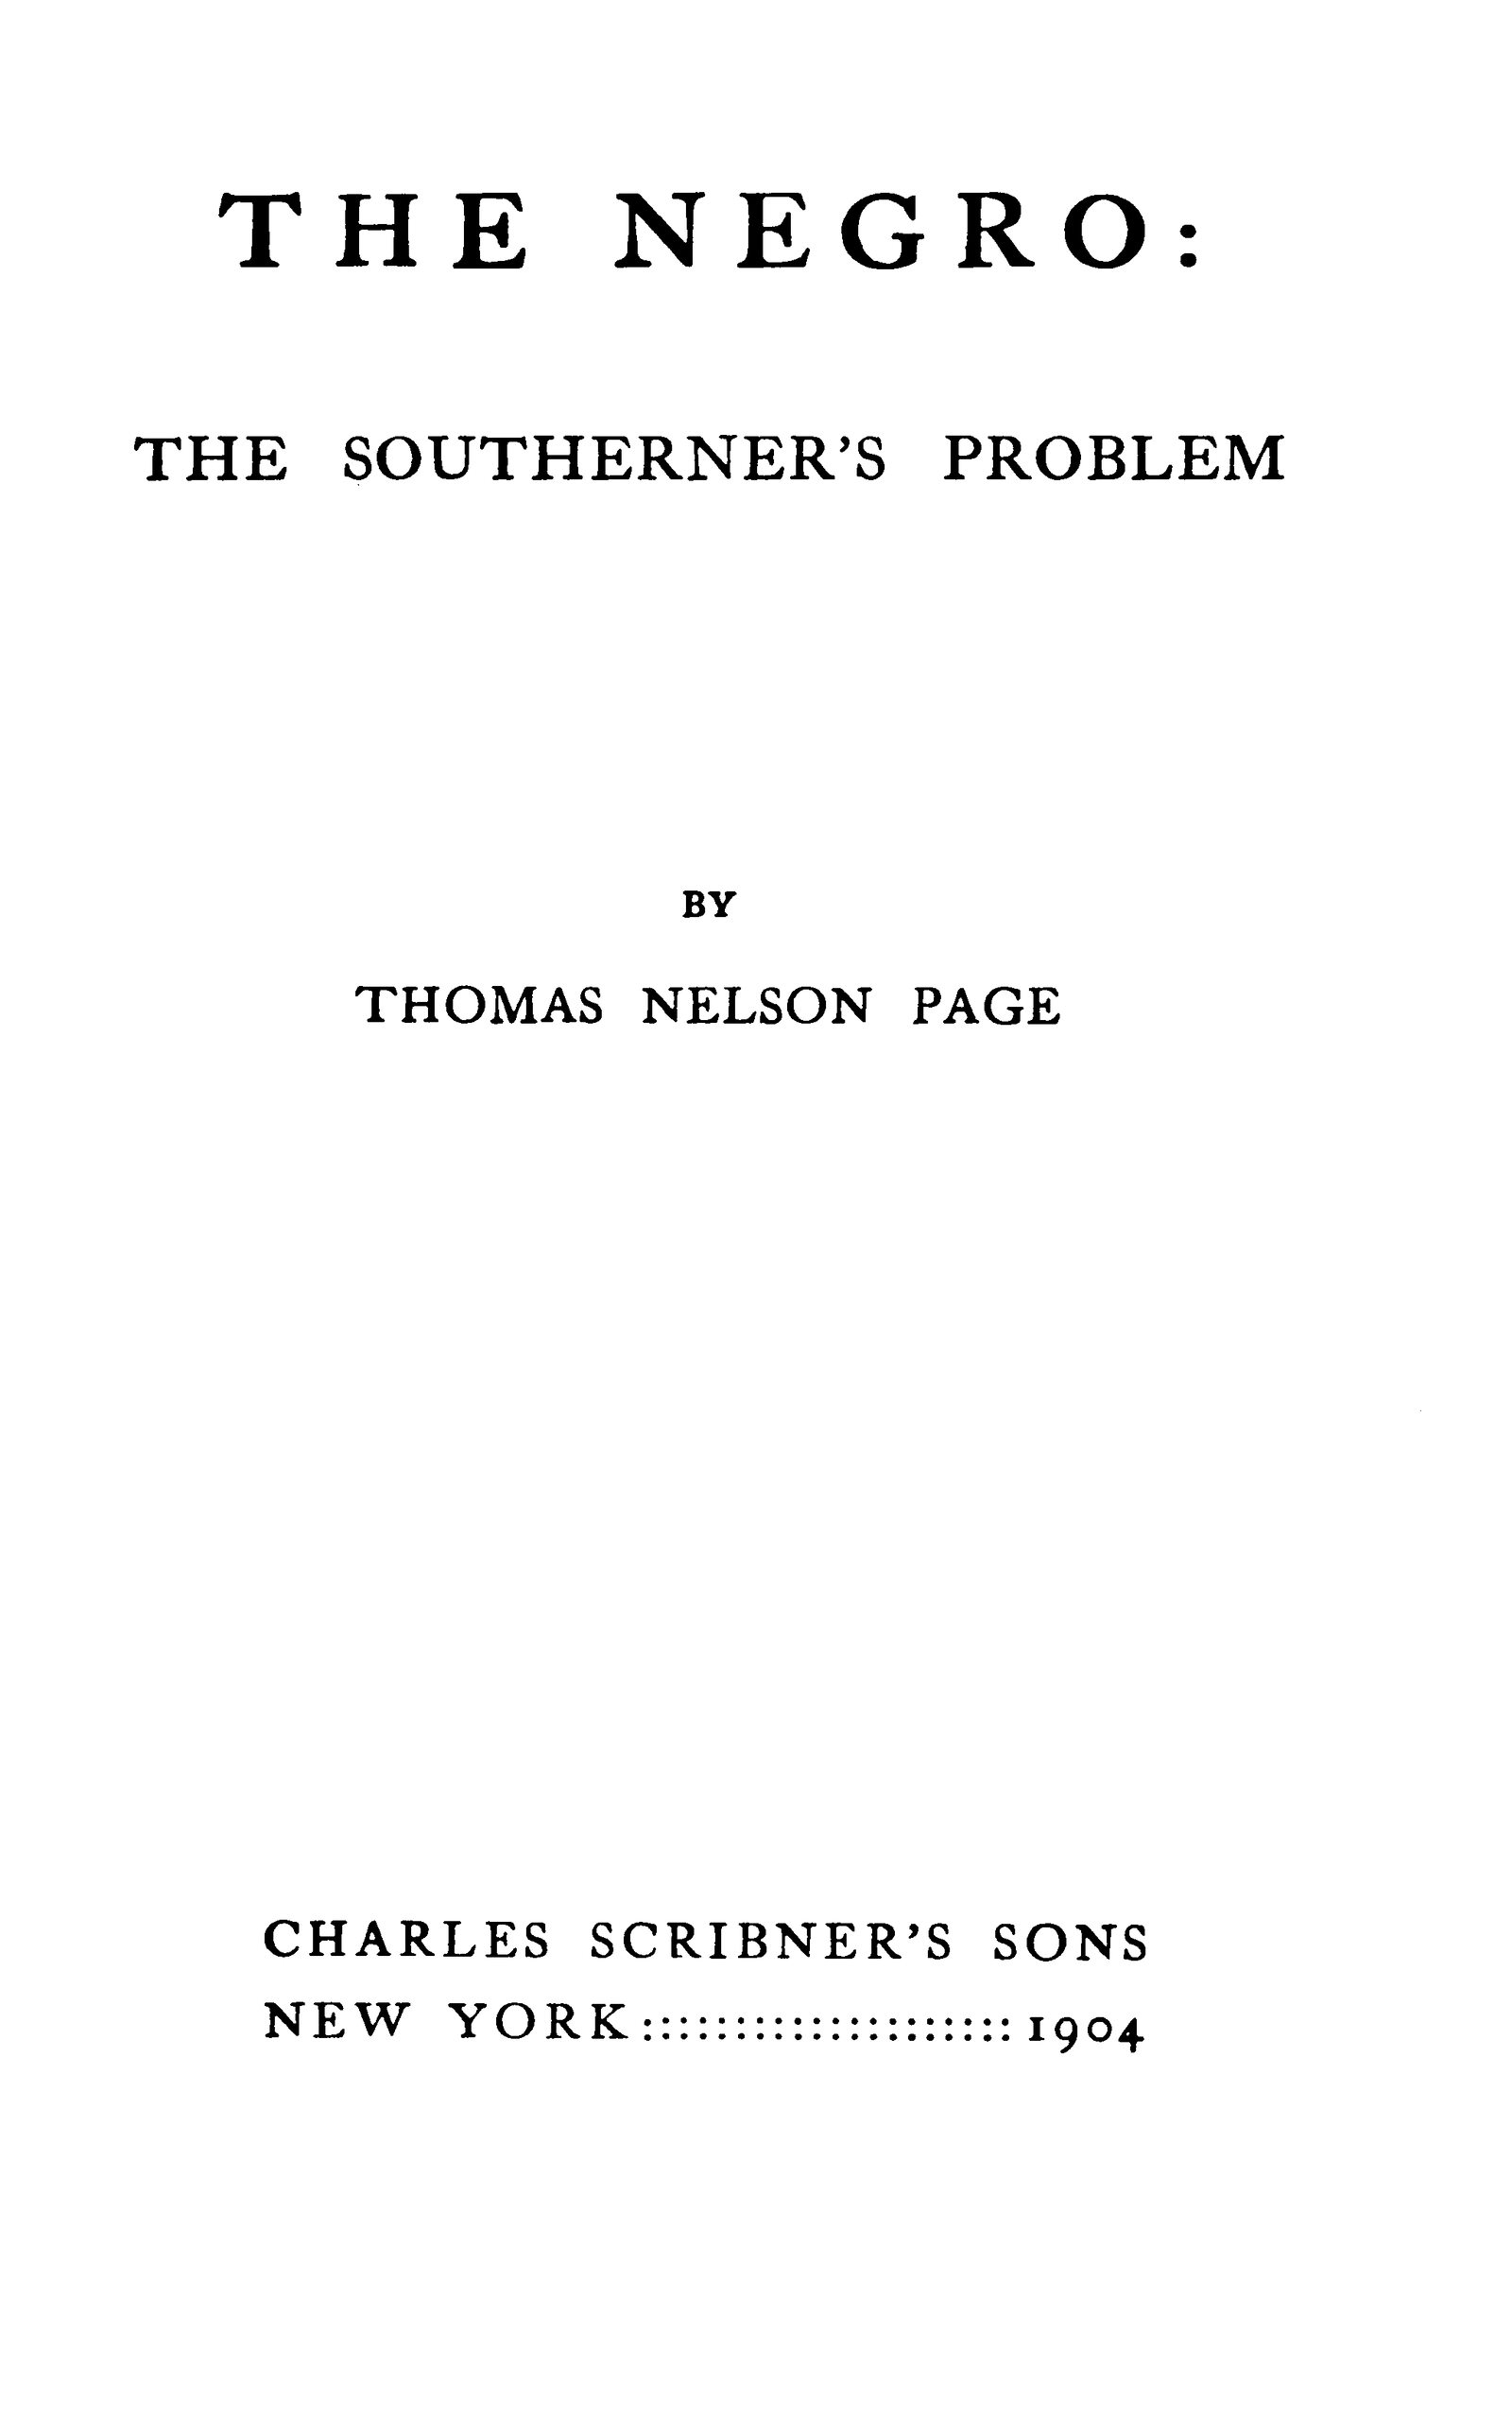 THE NEGRO:
THE SOUTHERNER’S PROBLEM
BY
THOMAS NELSON PAGE
CHARLES SCRIBNER’S SONS
NEW YORK:::::::::::::::::::1904